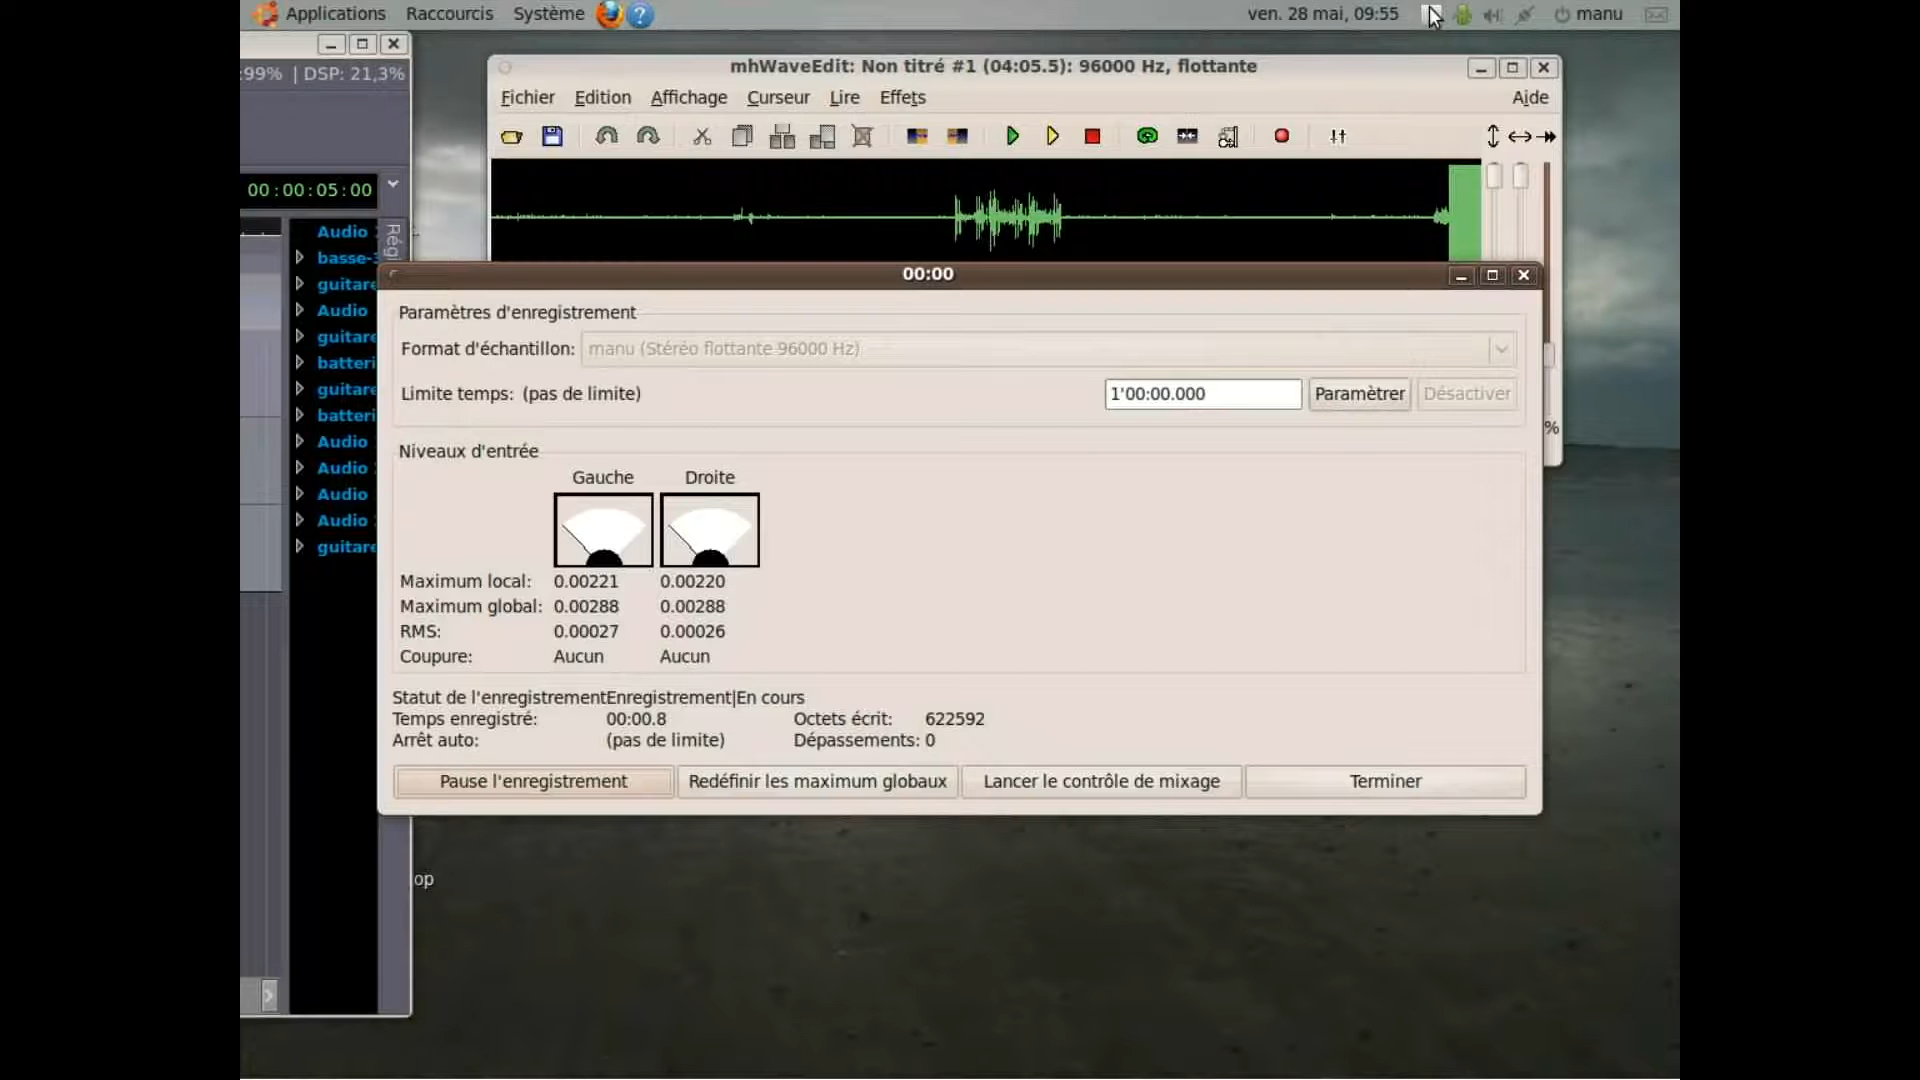 Applications Raccourcis Système ven. 28 mai, 09:55 manu
:99% | DSP: 21,3%
mhWaveEdit: Non titré #1 (04:05.5): 96000 Hz, flottante
Fichier Edition Affichage Curseur Lire Effets Aide
00:00:05:00
Audio
basse-3
guitare
Audio
guitare
batteri
guitare
batteri
Audio
Audio
Audio
Audio
guitare
Régi
00:00
Paramètres d'enregistrement
Format d'échantillon: manu (Stéréo flottante 96000 Hz)
Limite temps: (pas de limite) 1'00:00.000 Paramètrer Désactiver
%
Niveaux d'entrée
Gauche Droite
Maximum local: 0.00221 0.00220
Maximum global: 0.00288 0.00288
RMS: 0.00027 0.00026
Coupure: Aucun Aucun
Statut de l'enregistrementEnregistrement|En cours
Temps enregistré: 00:00.8 Octets écrit: 622592
Arrêt auto: (pas de limite) Dépassements: 0
Pause l'enregistrement Redéfinir les maximum globaux Lancer le contrôle de mixage Terminer
op